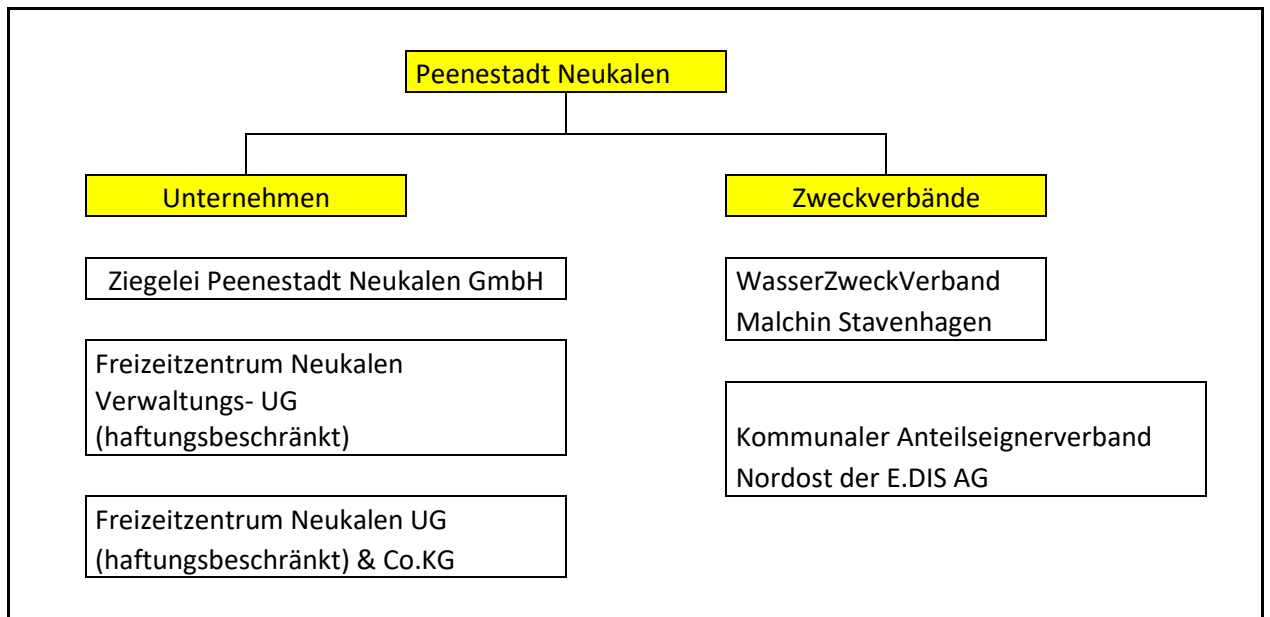 Peenestadt Neukalen
Unternehmen
Ziegelei Peenestadt Neukalen GmbH
Freizeitzentrum Neukalen
Verwaltungs- UG
(haftungsbeschränkt)
Freizeitzentrum Neukalen UG
(haftungsbeschränkt) & Co.KG
Zweckverbände
WasserZweckVerband
Malchin Stavenhagen
Kommunaler Anteilseignerverband
Nordost der E.DIS AG